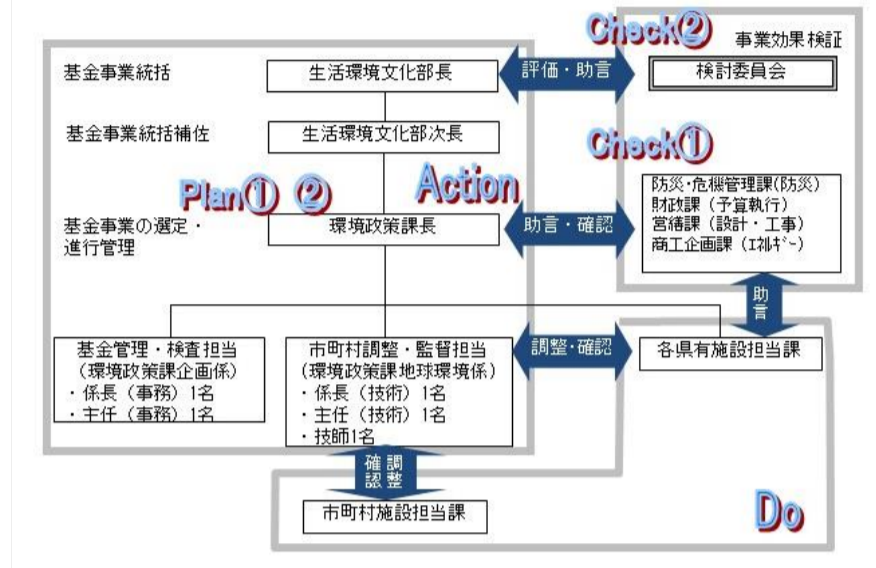 Check②
事業効果検証
基金事業統括
生活環境文化部長
評価・助言
検討委員会
基金事業統括補佐
生活環境文化部次長
Check①
Plan① ②
Action
防災・危機管理課(防災)
財政課(予算執行)
営繕課(設計・工事)
商工企画課(エネルギー)
基金事業の選定・
進行管理
環境政策課長
助言・確認
助言
基金管理・検査担当
(環境政策課企画係)
・係長(事務)1名
・主任(事務)1名
市町村調整・監督担当
(環境政策課地球環境係)
・係長(技術)1名
・主任(技術)1名
・技師1名
調整・確認
各県有施設担当課
調整
確認
市町村施設担当課
Do